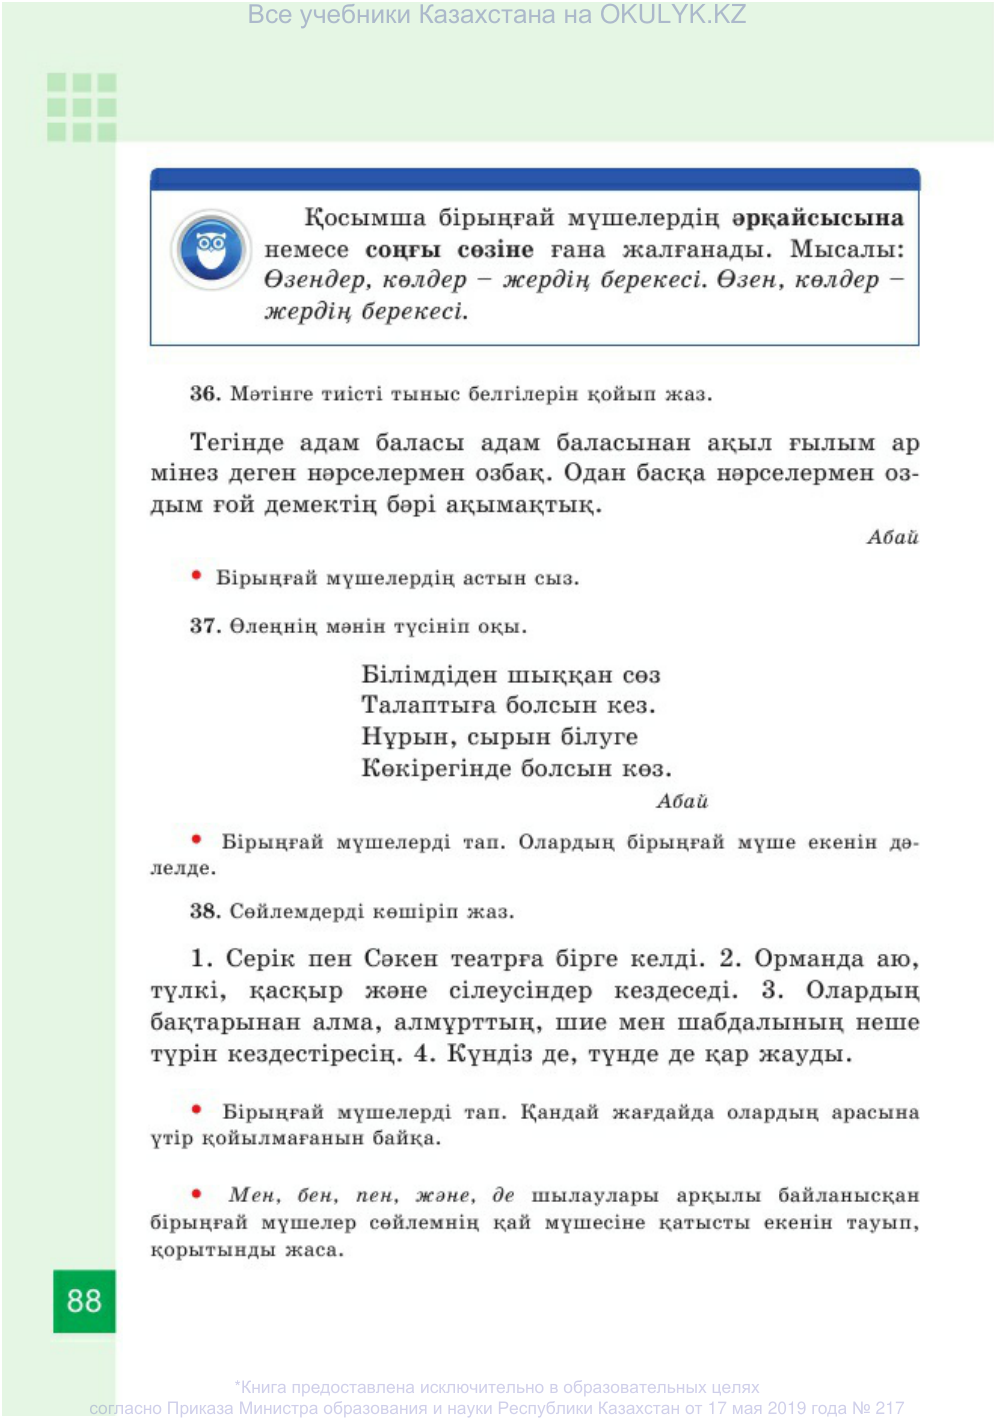 Все учебники Казахстана на OKULYK.KZ
Қосымша бірыңғай мүшелердің әрқайсысына
немесе соңғы сөзіне ғана жалғанады. Мысалы:
Өзендер, көлдер – жердің берекесі. Өзен, көлдер –
жердің берекесі.
36. Мәтінге тиісті тыныс белгілерін қойып жаз.
Тегінде адам баласы адам баласынан ақыл ғылым ар
мінез деген нәрселермен озбақ. Одан басқа нәрселермен оз-
дым ғой демектің бәрі ақымақтық.
Абай
• Бірыңғай мүшелердің астын сыз.
37. Өлеңнің мәнін түсініп оқы.
Білімдіден шыққан сөз
Талаптыға болсын кез.
Нұрын, сырын білуге
Көкірегінде болсын көз.
Абай
• Бірыңғай мүшелерді тап. Олардың бірыңғай мүше екенін дә-
лелде.
38. Сөйлемдерді көшіріп жаз.
1. Серік пен Сәкен театрға бірге келді. 2. Орманда аю,
түлкі, қасқыр және сілеусіндер кездеседі. 3. Олардың
бақтарынан алма, алмұрттың, шие мен шабдалының неше
түрін кездестіресің. 4. Күндіз де, түнде де қар жауды.
• Бірыңғай мүшелерді тап. Қандай жағдайда олардың арасына
үтір қойылмағанын байқа.
• Мен, бен, пен, және, де шылаулары арқылы байланысқан
бірыңғай мүшелер сөйлемнің қай мүшесіне қатысты екенін тауып,
қорытынды жаса.
88
*Книга предоставлена исключительно в образовательных целях
согласно Приказа Министра образования и науки Республики Казахстан от 17 мая 2019 года № 217